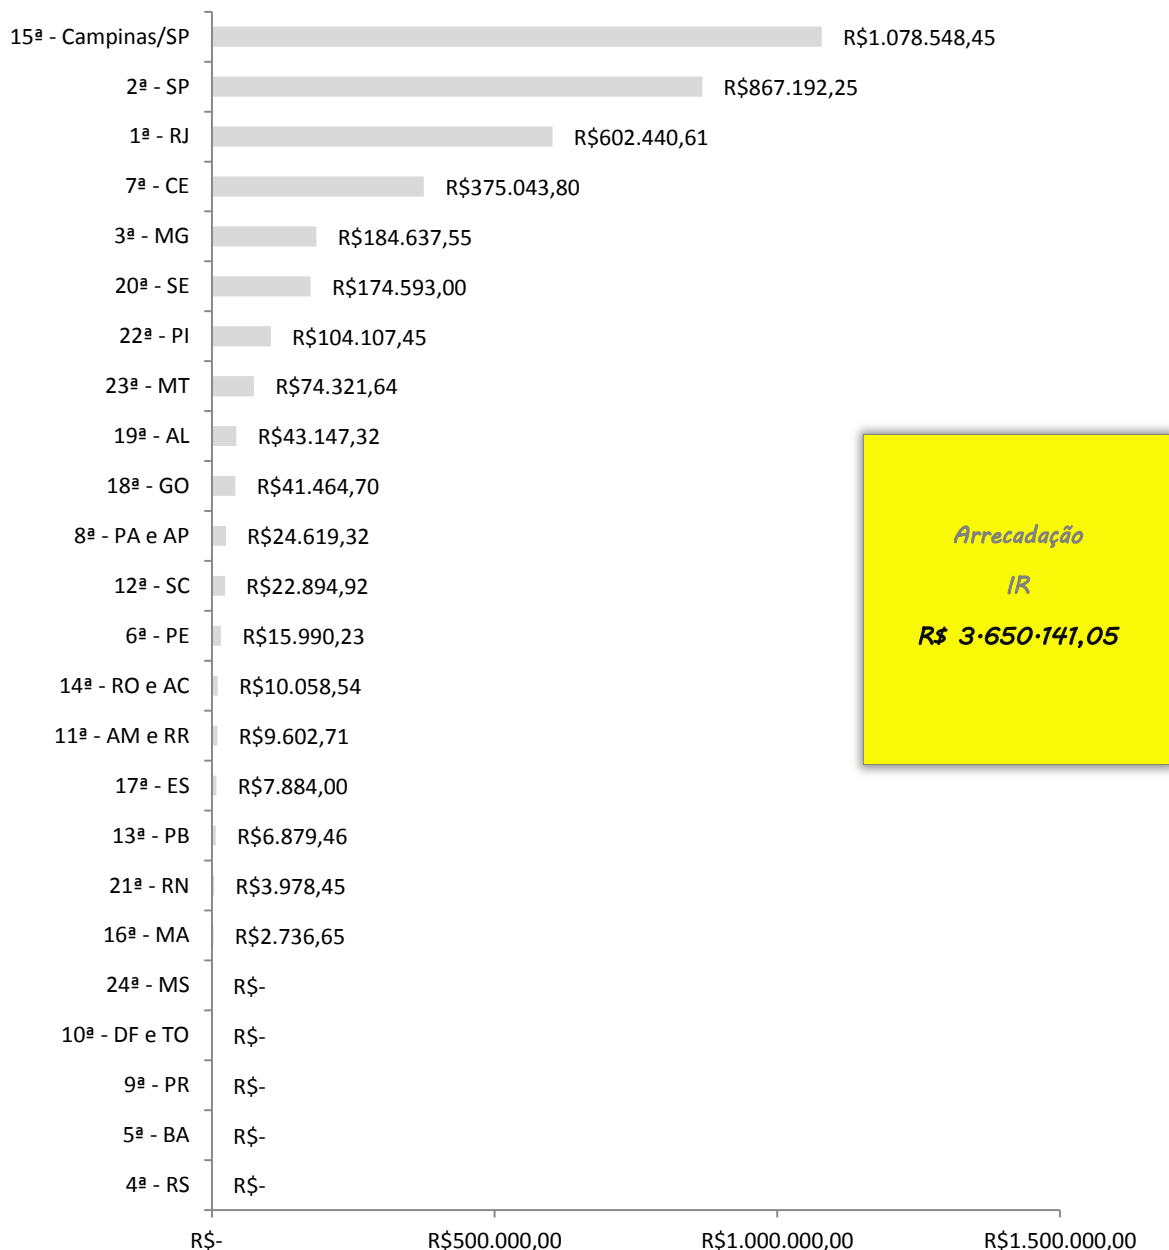 15ª - Campinas/SP R$1.078.548,45
2ª - SP R$867.192,25
1ª - RJ R$602.440,61
7ª - CE R$375.043,80
3ª - MG R$184.637,55
20ª - SE R$174.593,00
22ª - PI R$104.107,45
23ª - MT R$74.321,64
19ª - AL R$43.147,32
18ª - GO R$41.464,70
8ª - PA e AP R$24.619,32
12ª - SC R$22.894,92
6ª - PE R$15.990,23
14ª - RO e AC R$10.058,54
11ª - AM e RR R$9.602,71
17ª - ES R$7.884,00
13ª - PB R$6.879,46
21ª - RN R$3.978,45
16ª - MA R$2.736,65
24ª - MS R$-
10ª - DF e TO R$-
9ª - PR R$-
5ª - BA R$-
4ª - RS R$-
R$- R$500.000,00 R$1.000.000,00 R$1.500.000,00
Arrecadação
IR
R$ 3.650.141,05